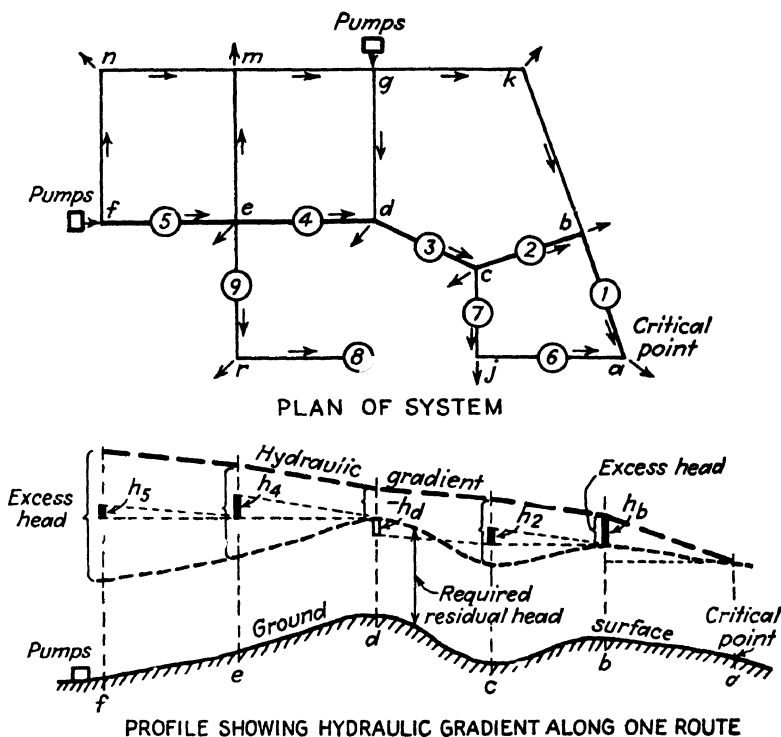 Pumps
n
m
g
k
Pumps
f
5
e
4
d
3
c
2
b
1
9
7
Critical
point
r
8
j
6
a
PLAN OF SYSTEM
Hydraulic gradient
Excess head
Excess
head
h5
h4
hd
h2
hb
Required
residual head
Ground surface
Critical
point
Pumps
f
e
d
c
b
a
PROFILE SHOWING HYDRAULIC GRADIENT ALONG ONE ROUTE